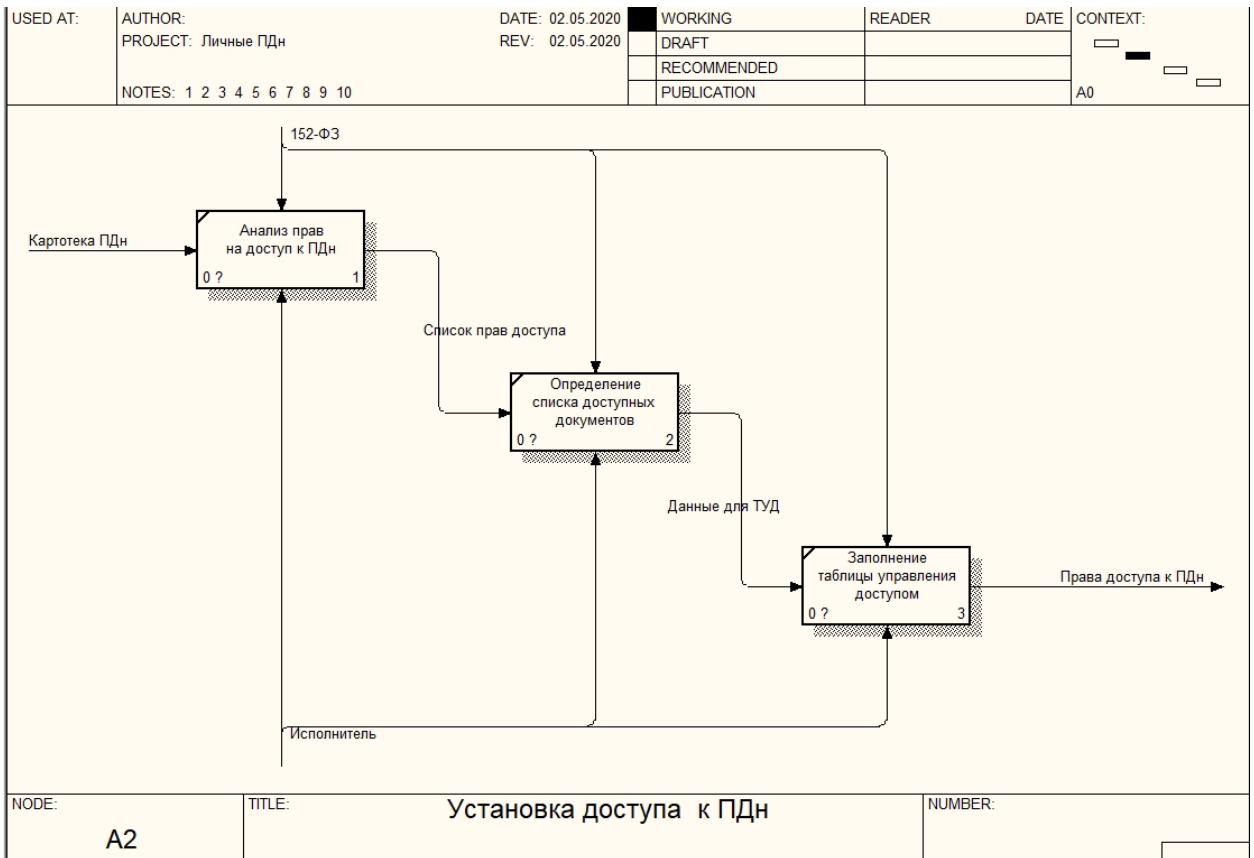 USED AT:
AUTHOR:
DATE: 02.05.2020
WORKING
READER
DATE
CONTEXT:
PROJECT: Личные ПДн
REV: 02.05.2020
DRAFT
RECOMMENDED
NOTES: 1 2 3 4 5 6 7 8 9 10
PUBLICATION
A0
152-ФЗ
Картотека ПДн
Анализ прав
на доступ к ПДн
0 ?
1
Список прав доступа
Определение
списка доступных
документов
0 ?
2
Данные для ТУД
Заполнение
таблицы управления
доступом
0 ?
3
Права доступа к ПДн
Исполнитель
NODE:
TITLE:
Установка доступа к ПДн
NUMBER:
A2